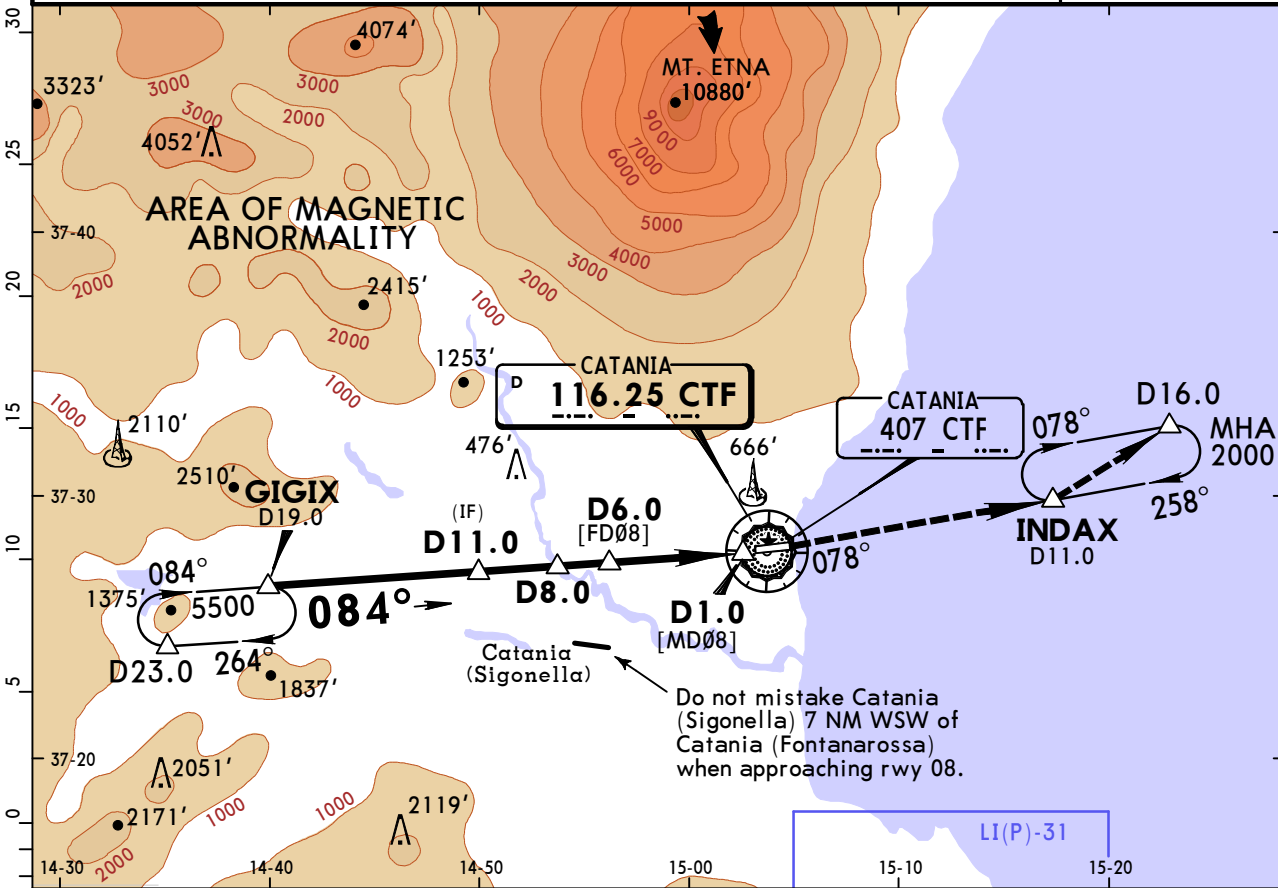 30
4074'
3323'
3000
3000
3000
2000
4052'
MT. ETNA
10880'
9000
7000
6000
25
AREA OF MAGNETIC
ABNORMALITY
37-40
5000
4000
3000
2000
1000
20
2000
2415'
2000
1253'
1000
1000
15
2110'
D
CATANIA
116.25 CTF
CATANIA
407 CTF
D16.0
078°
MHA
2000
258°
476'
666'
2510'
GIGIX
D19.0
37-30
(IF)
D11.0
D6.0
[FDØ8]
INDAX
D11.0
10
084°
078°
1375'
5500
084°
D8.0
D1.0
[MDØ8]
D23.0
264°
1837'
Catania
(Sigonella)
5
Do not mistake Catania
(Sigonella) 7 NM WSW of
Catania (Fontanarossa)
when approaching rwy 08.
37-20
2051'
1000
1000
2171'
2119'
2000
0
LI(P)-31
14-30
14-40
14-50
15-00
15-10
15-20